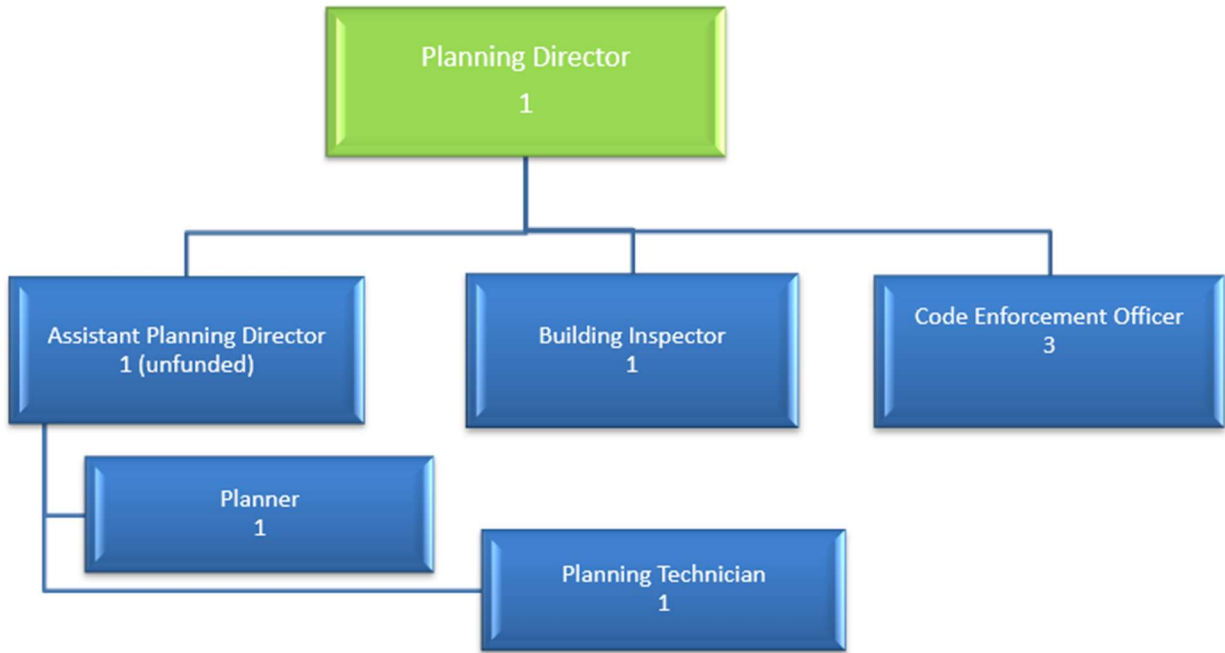 Planning Director
1
Assistant Planning Director
1 (unfunded)
Building Inspector
1
Code Enforcement Officer
3
Planner
1
Planning Technician
1